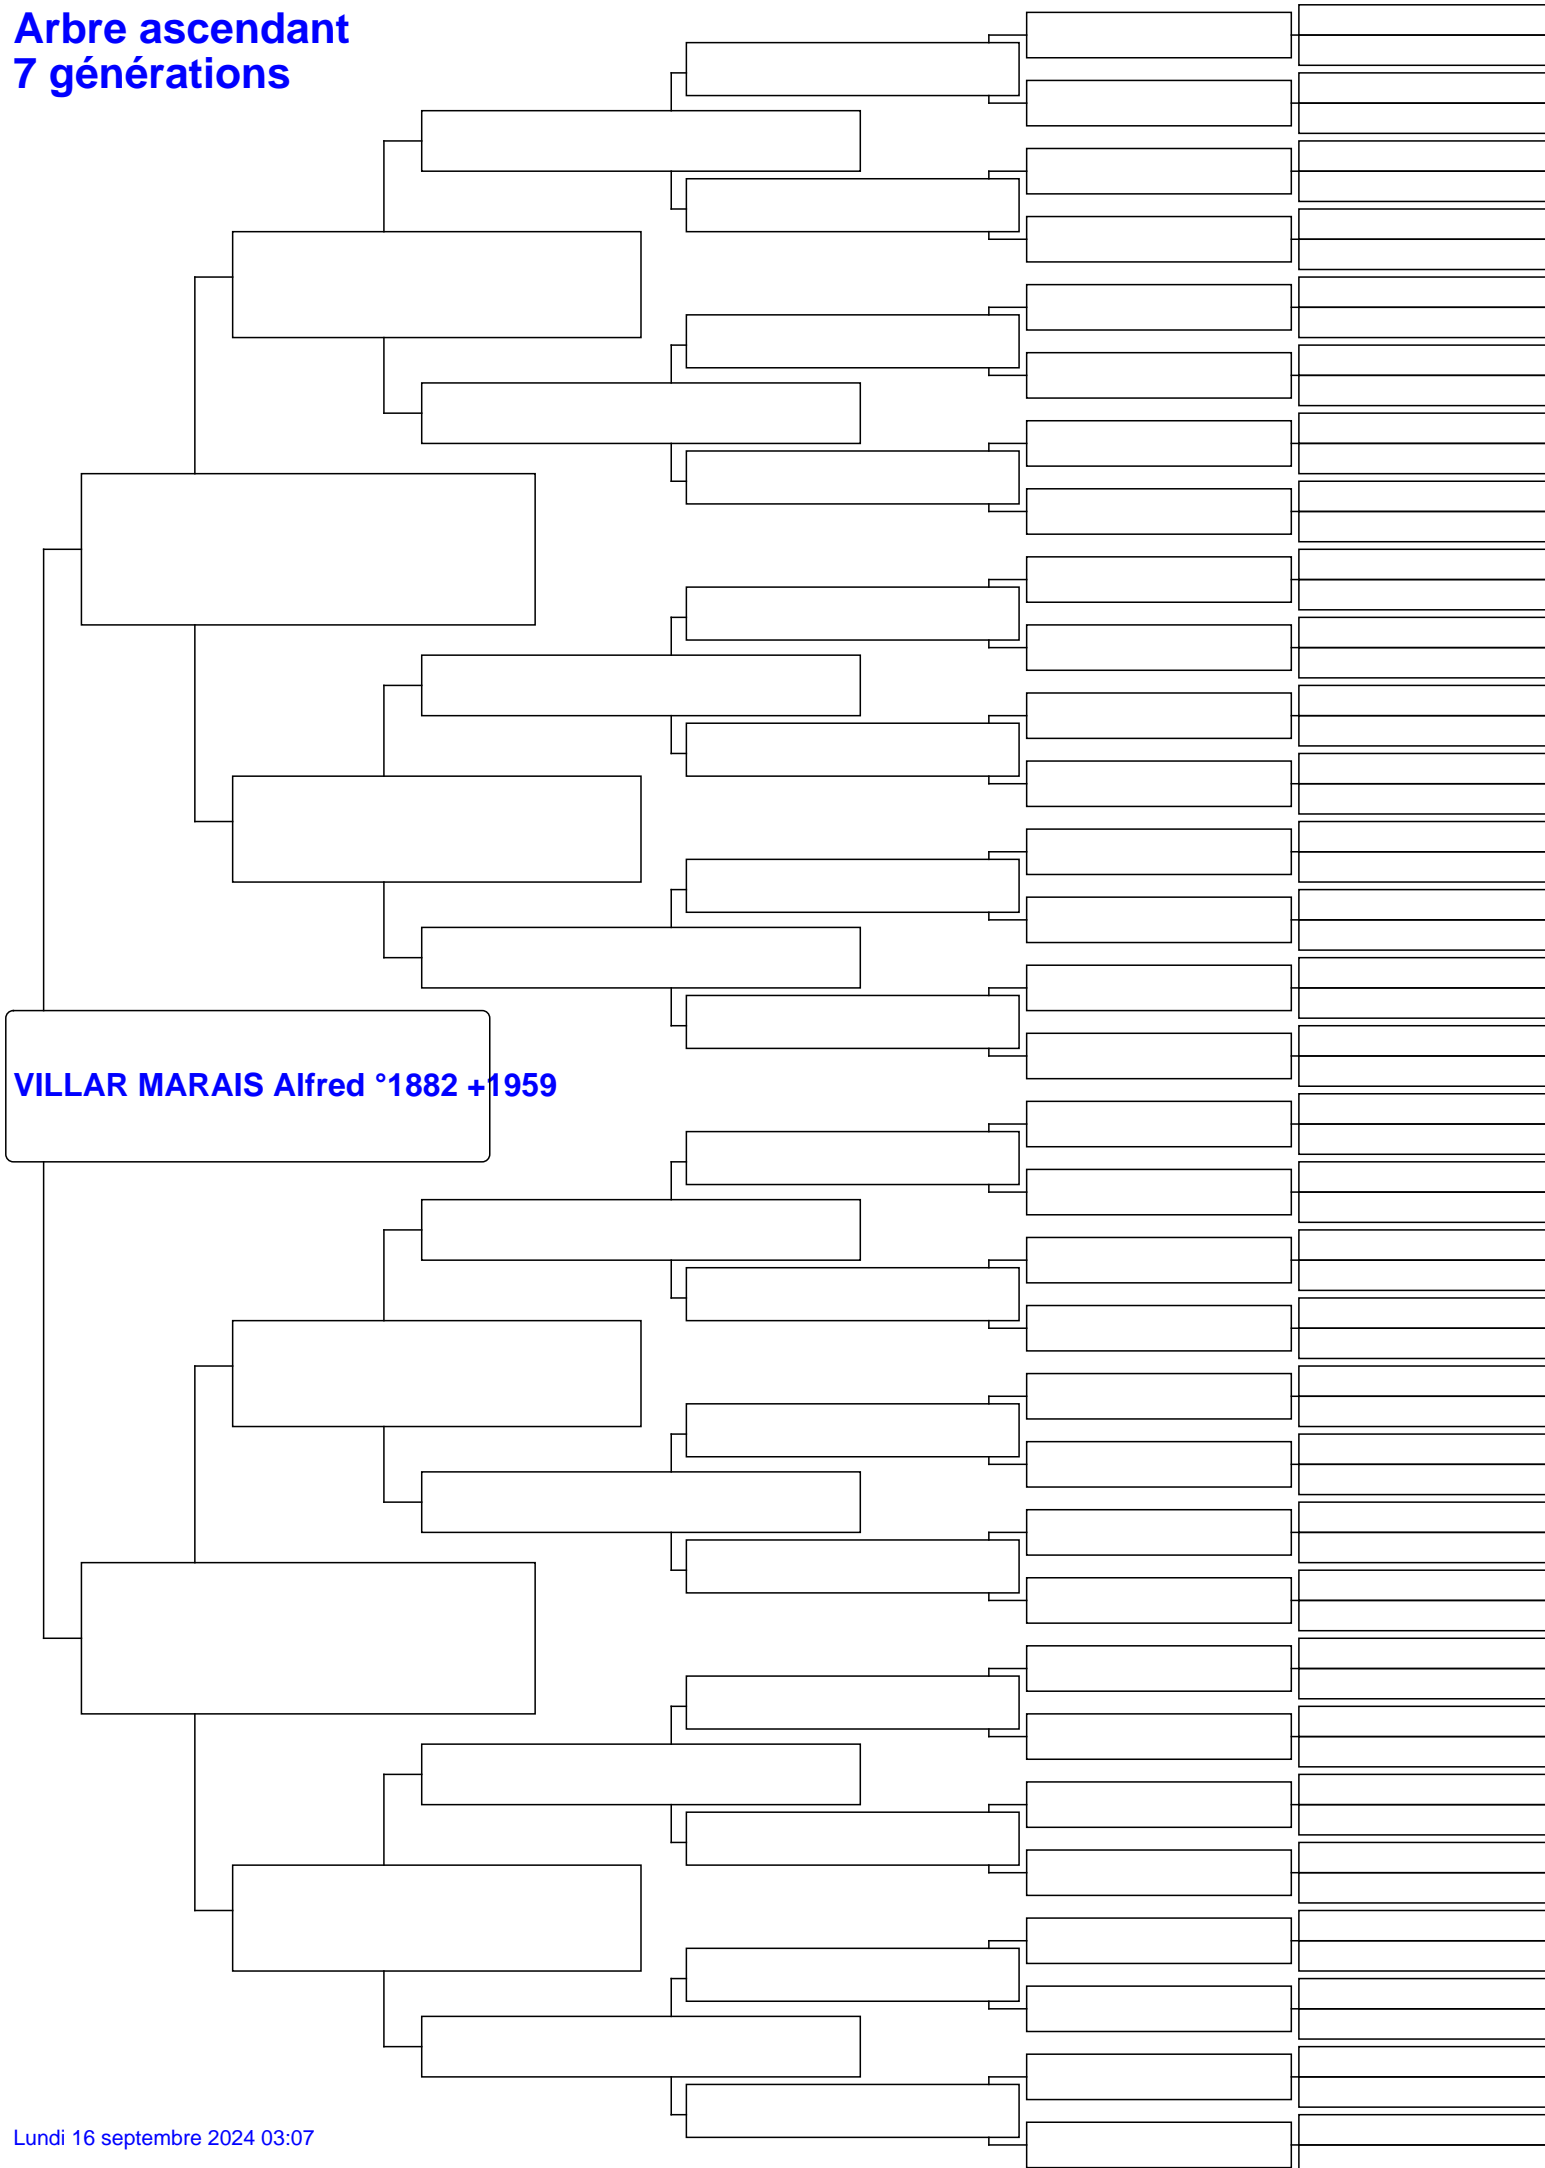 Arbre ascendant
7 générations
VILLAR MARAIS Alfred °1882 +1959
Lundi 16 septembre 2024 03:07